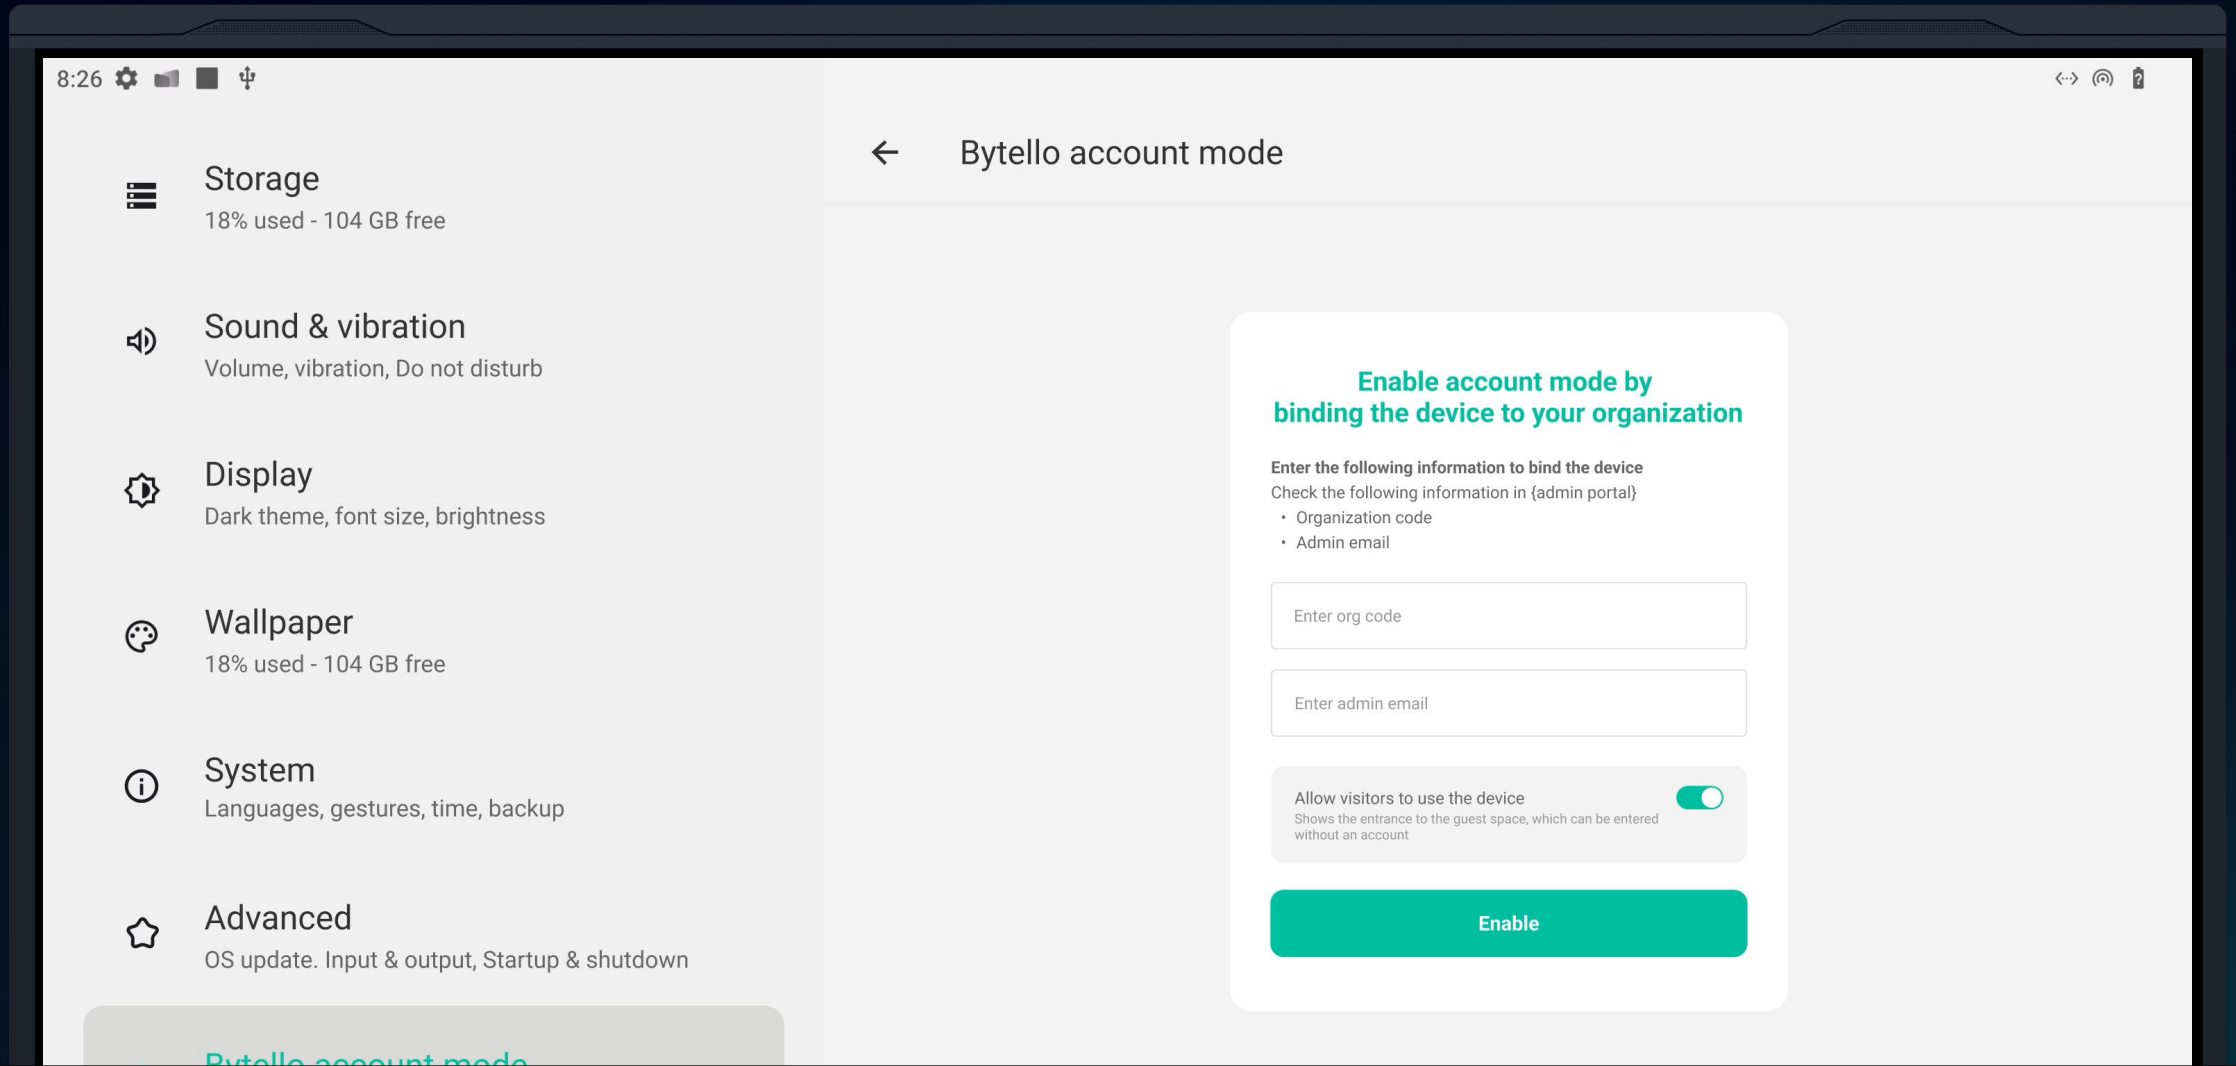 8:26
Storage
18% used - 104 GB free
Sound & vibration
Volume, vibration, Do not disturb
Display
Dark theme, font size, brightness
Wallpaper
18% used - 104 GB free
System
Languages, gestures, time, backup
Advanced
OS update. Input & output, Startup & shutdown
Bytello account mode
Bytello account mode
Enable account mode by
binding the device to your organization
Enter the following information to bind the device
Check the following information in {admin portal}
• Organization code
• Admin email
Enter org code
Enter admin email
Allow visitors to use the device
Shows the entrance to the guest space, which can be entered
without an account
Enable